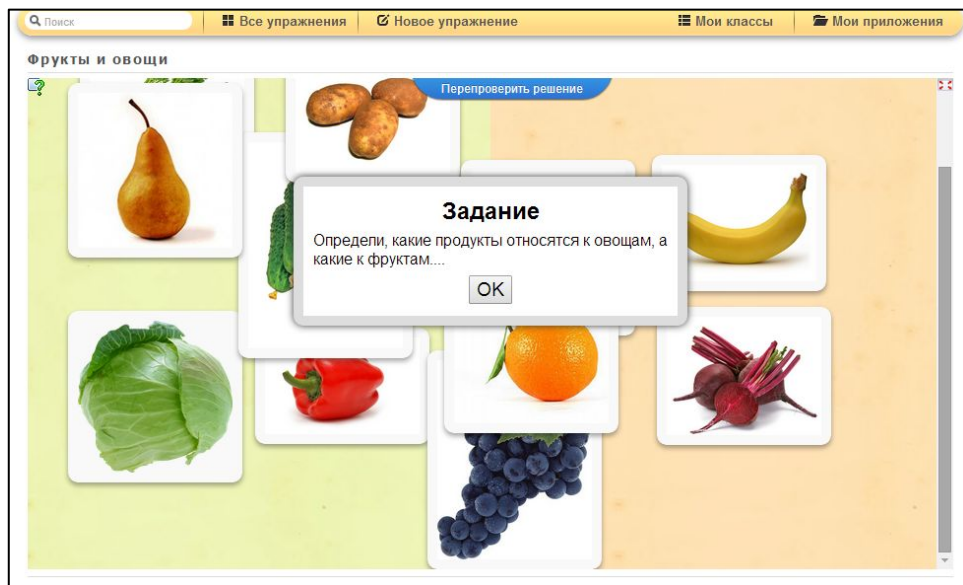 Поиск
Все упражнения
Новое упражнение
Мои классы
Мои приложения
Фрукты и овощи
Перепроверить решение
Задание
Определи, какие продукты относятся к овощам, а
какие к фруктам....
OK